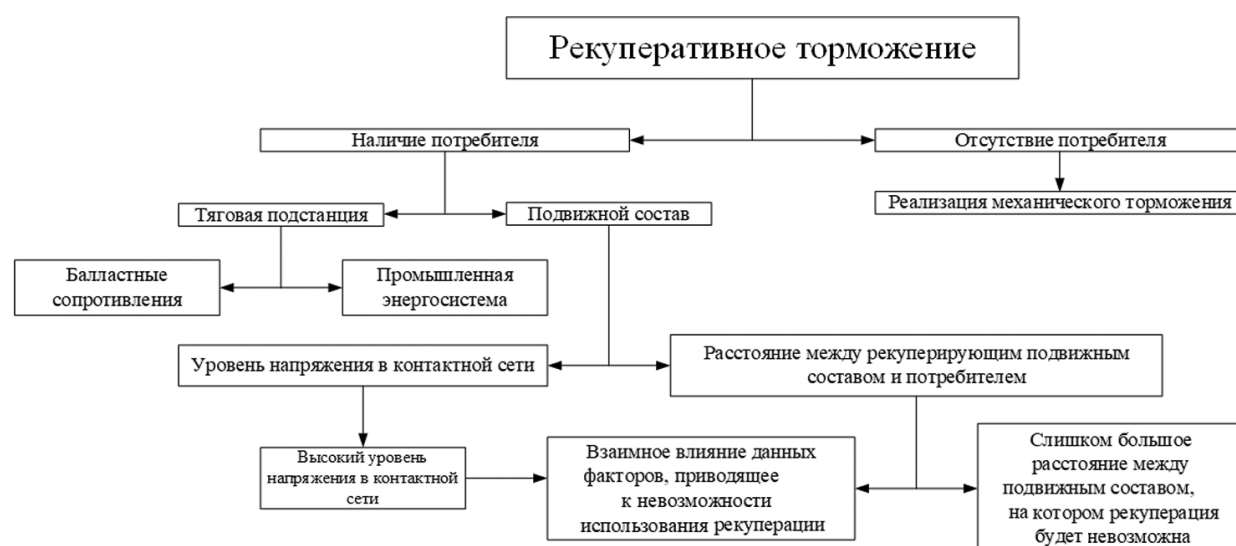 Рекуперативное торможение
Наличие потребителя
Отсутствие потребителя
Тяговая подстанция
Подвижной состав
Реализация механического торможения
Балластные
сопротивления
Промышленная
энергосистема
Уровень напряжения в контактной сети
Расстояние между рекуперирующим подвижным
составом и потребителем
Высокий уровень
напряжения в контактной
сети
Взаимное влияние данных
факторов, приводящее
к невозможности
использования рекуперации
Слишком большое
расстояние между
подвижным составом,
на котором рекуперация
будет невозможна